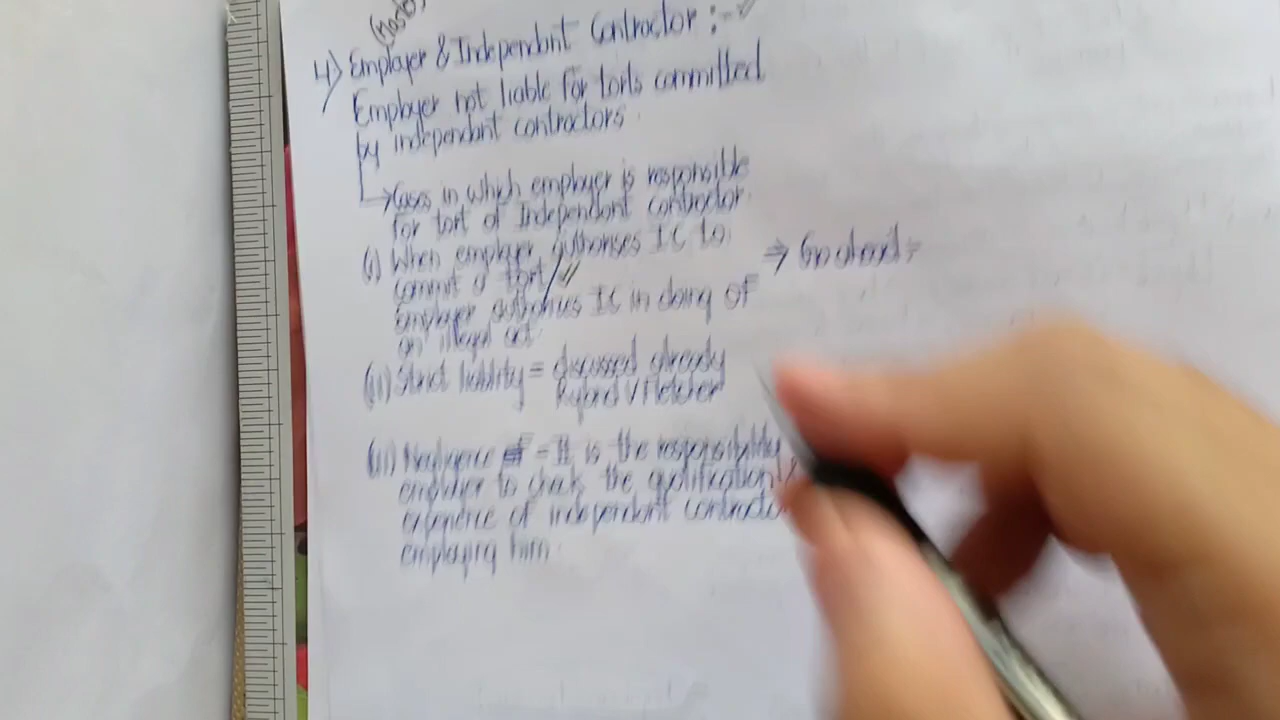 (Master)
4) Employer & Independent Contractor :-
Employer not liable for torts committed
by independent contractors.
→ Cases in which employer is responsible
for tort of Independent contractor.
(i) When employer authorises IC to
commit a tort/
Employer authorises IC in doing of
an illegal act.
⇒ Go ahead
(ii) Strict liability = discussed already
Ryland V Fletcher
(iii) Negligence = It is the responsibility
employer to check the qualification/
experience of independent contractor
employing him.